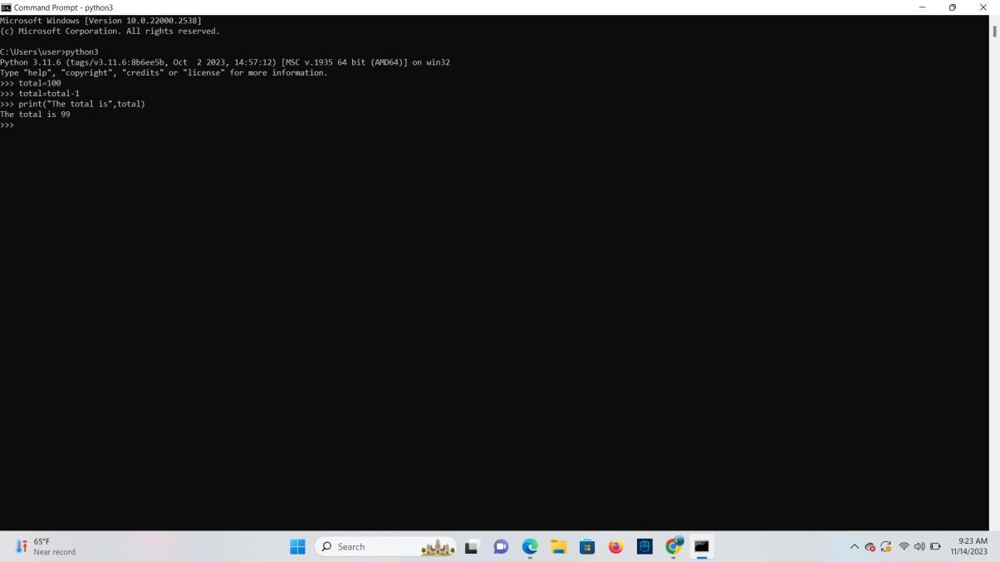 Command Prompt - python3
Microsoft Windows [Version 10.0.22000.2538]
(c) Microsoft Corporation. All rights reserved.
C:\Users\user>python3
Python 3.11.6 (tags/v3.11.6:8b6ee5b, Oct  2 2023, 14:57:12) [MSC v.1935 64 bit (AMD64)] on win32
Type "help", "copyright", "credits" or "license" for more information.
>>> total=100
>>> total=total-1
>>> print("The total is",total)
The total is 99
>>>
65°F
Near record
Search
9:23 AM
11/14/2023